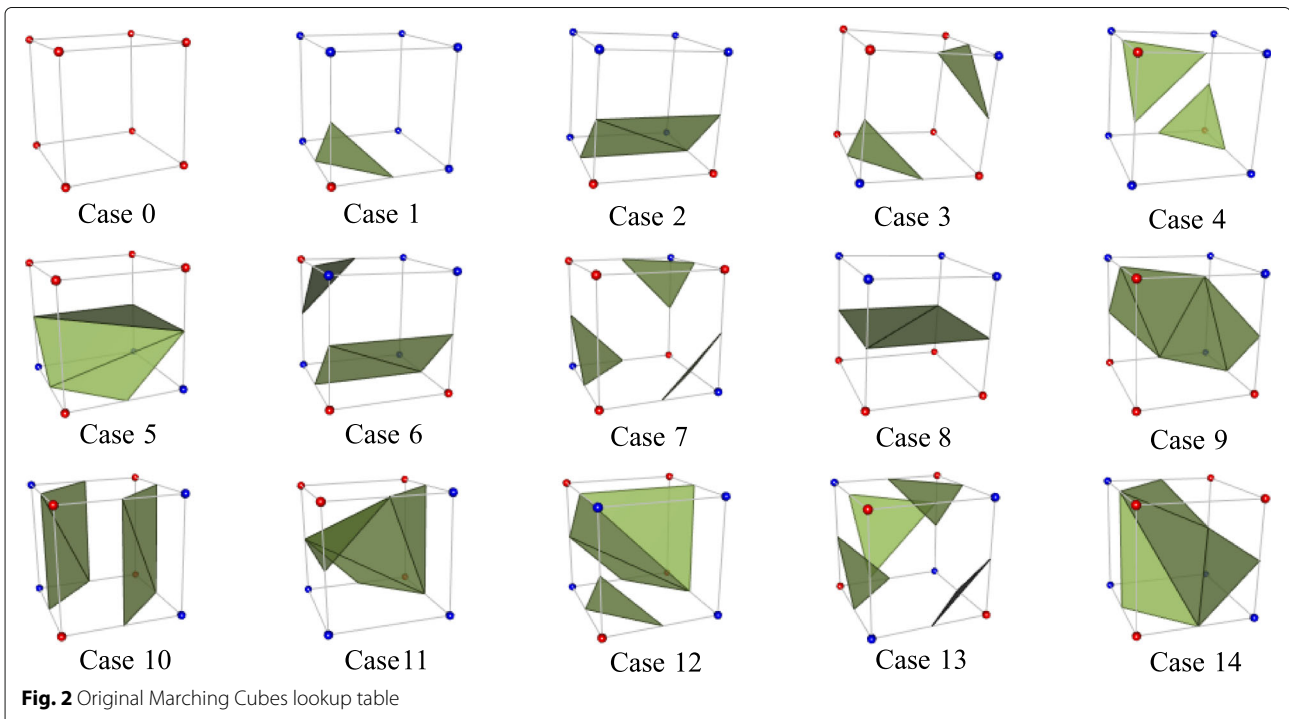 Case 0
Case 1
Case 2
Case 3
Case 4
Case 5
Case 6
Case 7
Case 8
Case 9
Case 10
Case11
Case 12
Case 13
Case 14
Fig. 2 Original Marching Cubes lookup table